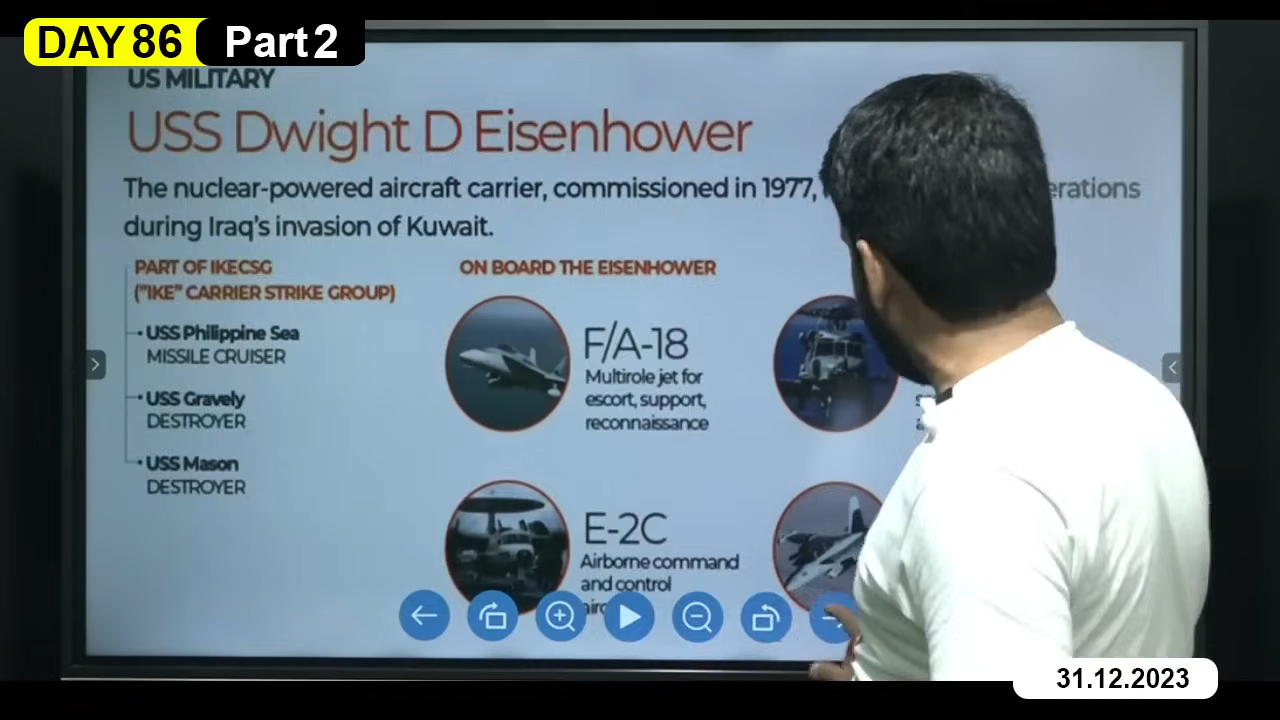 DAY 86 Part 2
US MILITARY
USS Dwight D Eisenhower
The nuclear-powered aircraft carrier, commissioned in 1977,
during Iraq's invasion of Kuwait.
PART OF IKECSG
("IKE" CARRIER STRIKE GROUP)
USS Philippine Sea
MISSILE CRUISER
USS Gravely
DESTROYER
USS Mason
DESTROYER
ON BOARD THE EISENHOWER
F/A-18
Multirole jet for
escort, support,
reconnaissance
E-2C
Airborne command
and control
31.12.2023